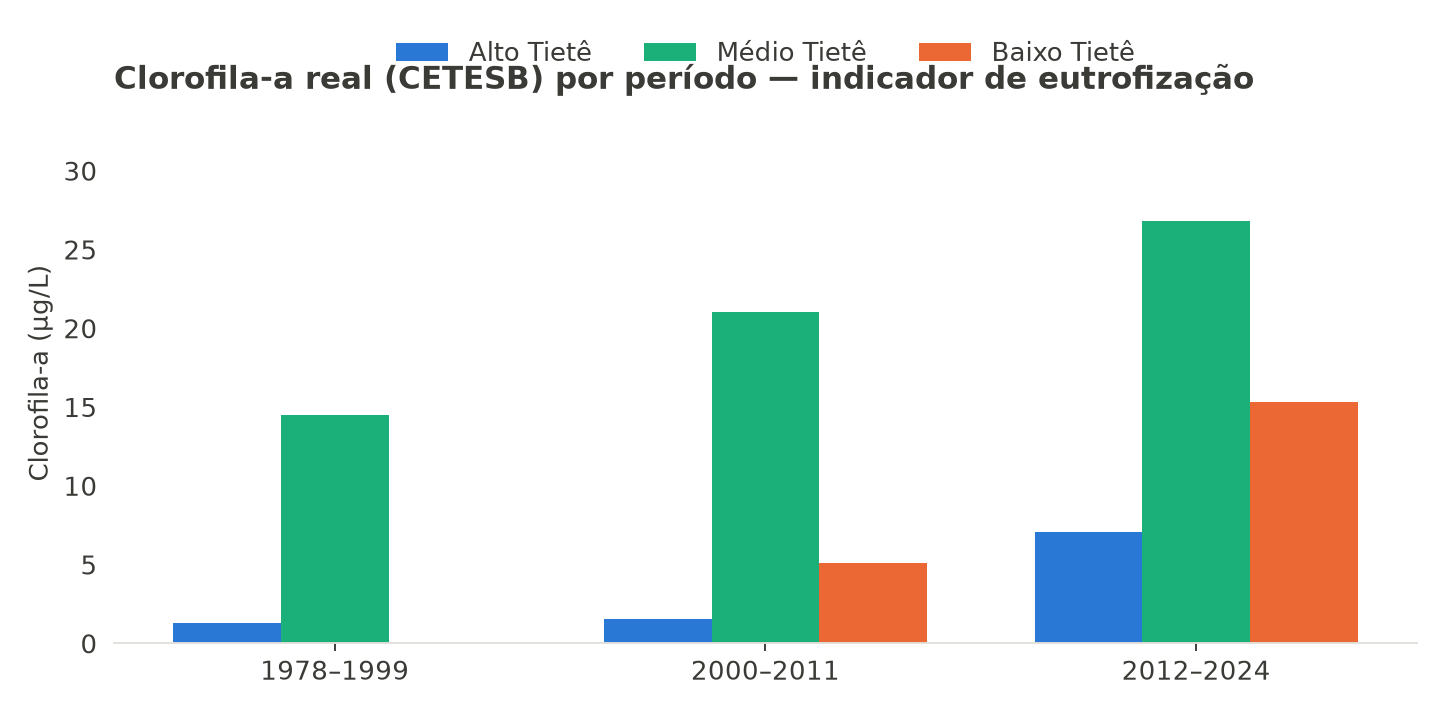 Alto Tietê Médio Tietê Baixo Tietê
Clorofila-a real (CETESB) por período — indicador de eutrofização
Clorofila-a (µg/L)
30
25
20
15
10
5
0
1978–1999 2000–2011 2012–2024